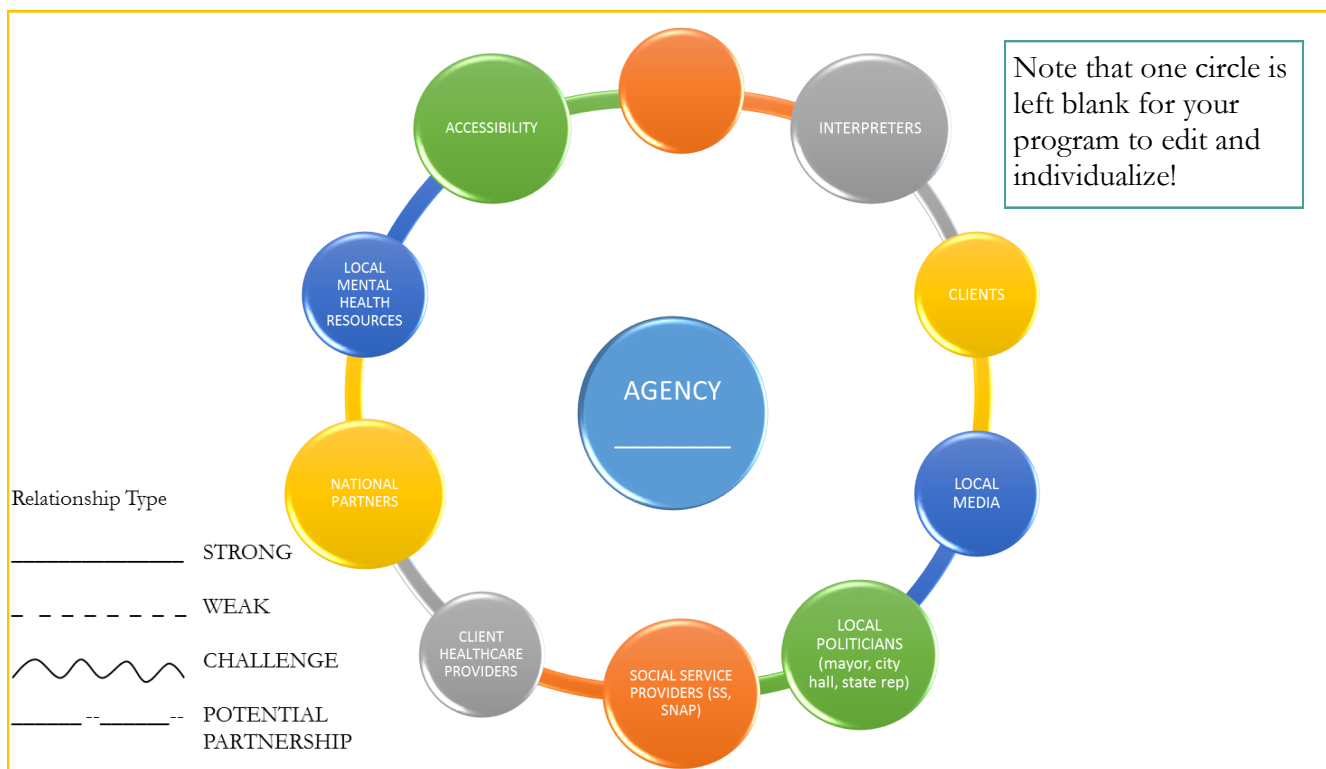 Note that one circle is
left blank for your
program to edit and
individualize!
ACCESSIBILITY
INTERPRETERS
LOCAL
MENTAL
HEALTH
RESOURCES
CLIENTS
AGENCY
NATIONAL
PARTNERS
LOCAL
MEDIA
CLIENT
HEALTHCARE
PROVIDERS
SOCIAL SERVICE
PROVIDERS (SS,
SNAP)
LOCAL
POLITICIANS
(mayor, city
hall, state rep)
Relationship Type
STRONG
WEAK
CHALLENGE
POTENTIAL
PARTNERSHIP